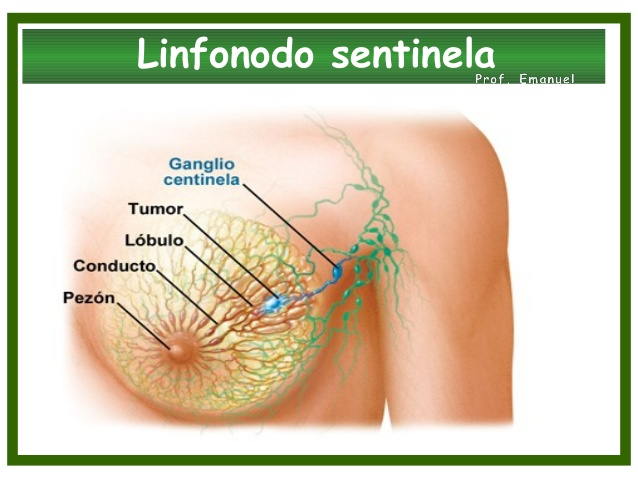 Linfonodo sentinela
Prof. Emanuel
Ganglio
centinela
Tumor
Lóbulo
Conducto
Pezón